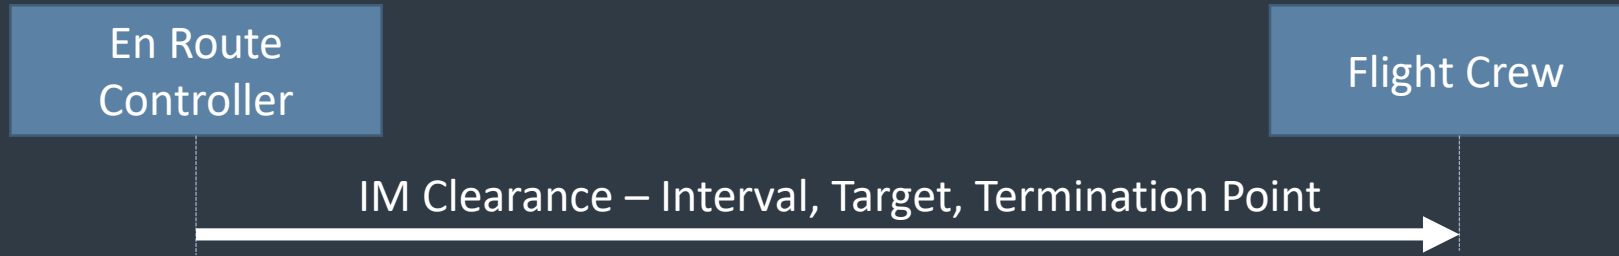 En Route
Controller
Flight Crew
IM Clearance – Interval, Target, Termination Point